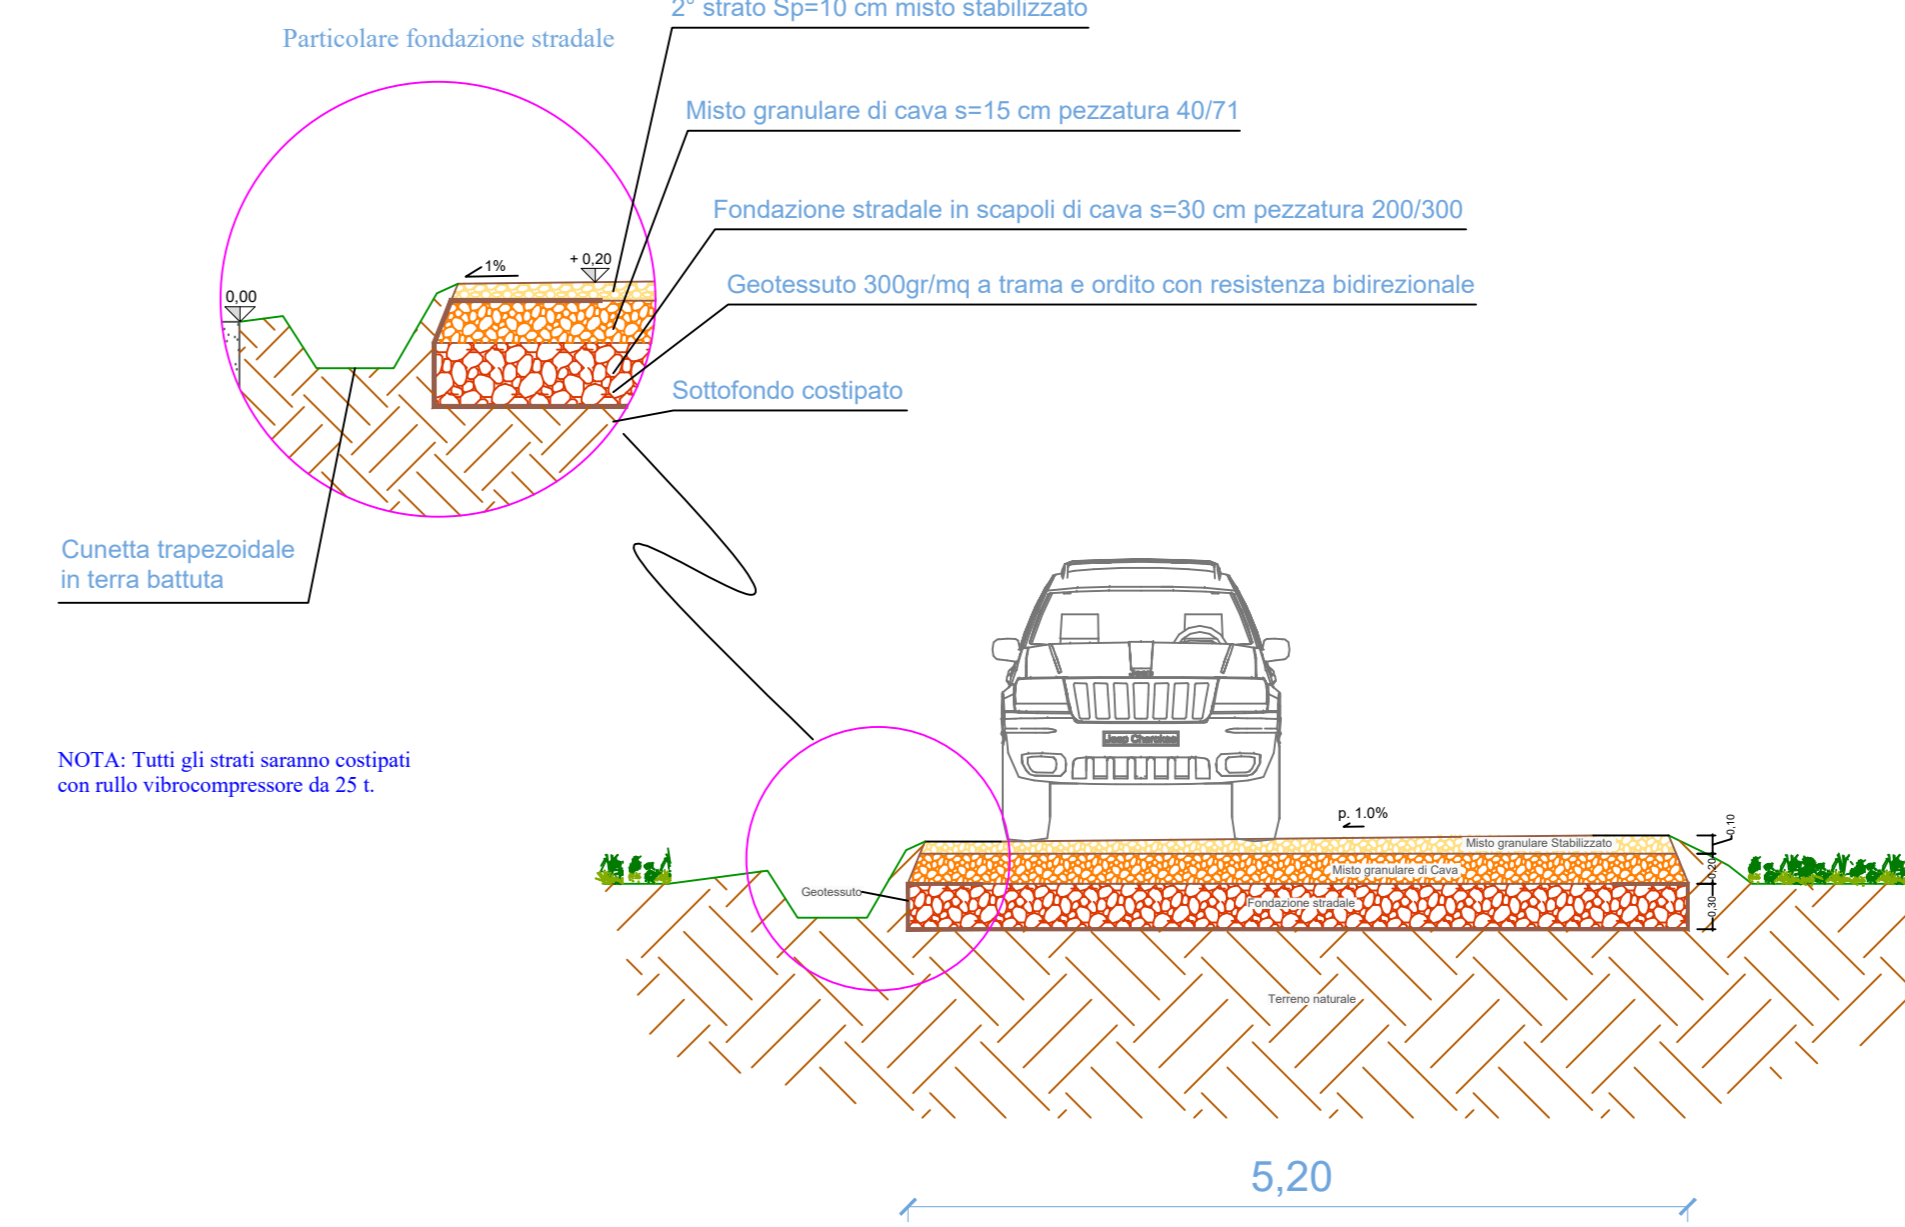 2° strato Sp=10 cm misto stabilizzato
Particolare fondazione stradale
Misto granulare di cava s=15 cm pezzatura 40/71
Fondazione stradale in scapoli di cava s=30 cm pezzatura 200/300
1%
+ 0,20
Geotessuto 300gr/mq a trama e ordito con resistenza bidirezionale
0,00
Sottofondo costipato
Cunetta trapezoidale
in terra battuta
Jeep
Jeep Cherokee
NOTA: Tutti gli strati saranno costipati
con rullo vibrocompressore da 25 t.
p. 1.0%
0,10
Misto granulare Stabilizzato
0,20
Misto granulare di Cava
Geotessuto
Fondazione stradale
0,30
Terreno naturale
5,20